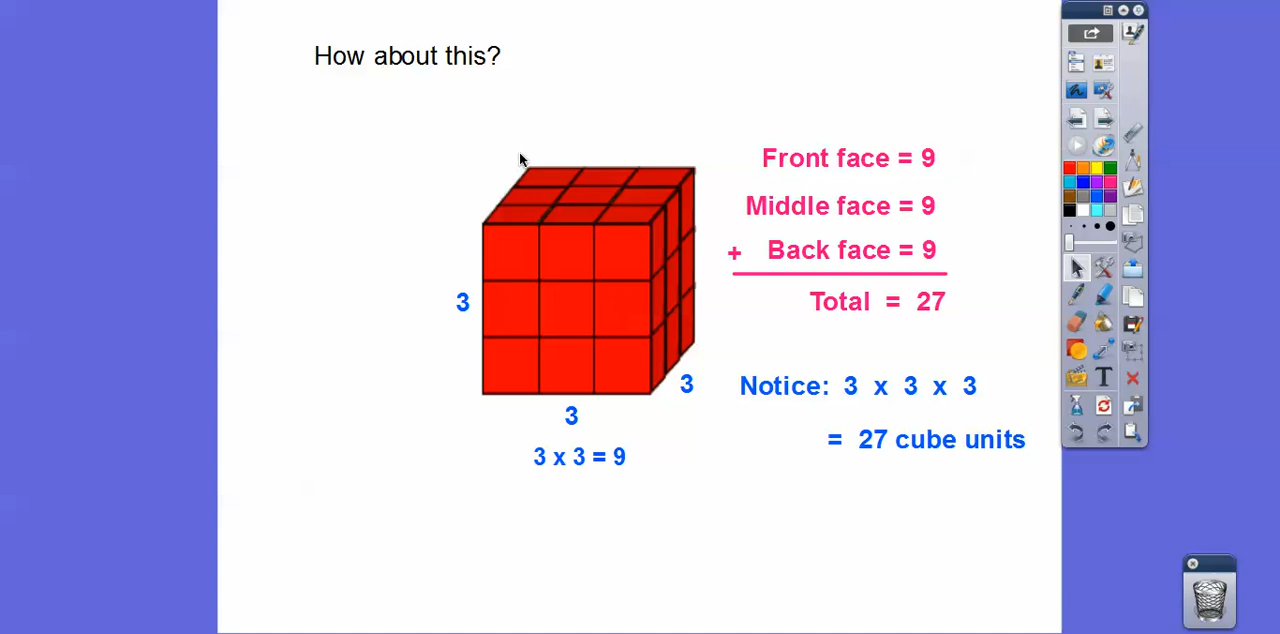 How about this?
Front face = 9
Middle face = 9
+ Back face = 9
Total = 27
3
3
3
3 x 3 = 9
Notice: 3 x 3 x 3
= 27 cube units
T